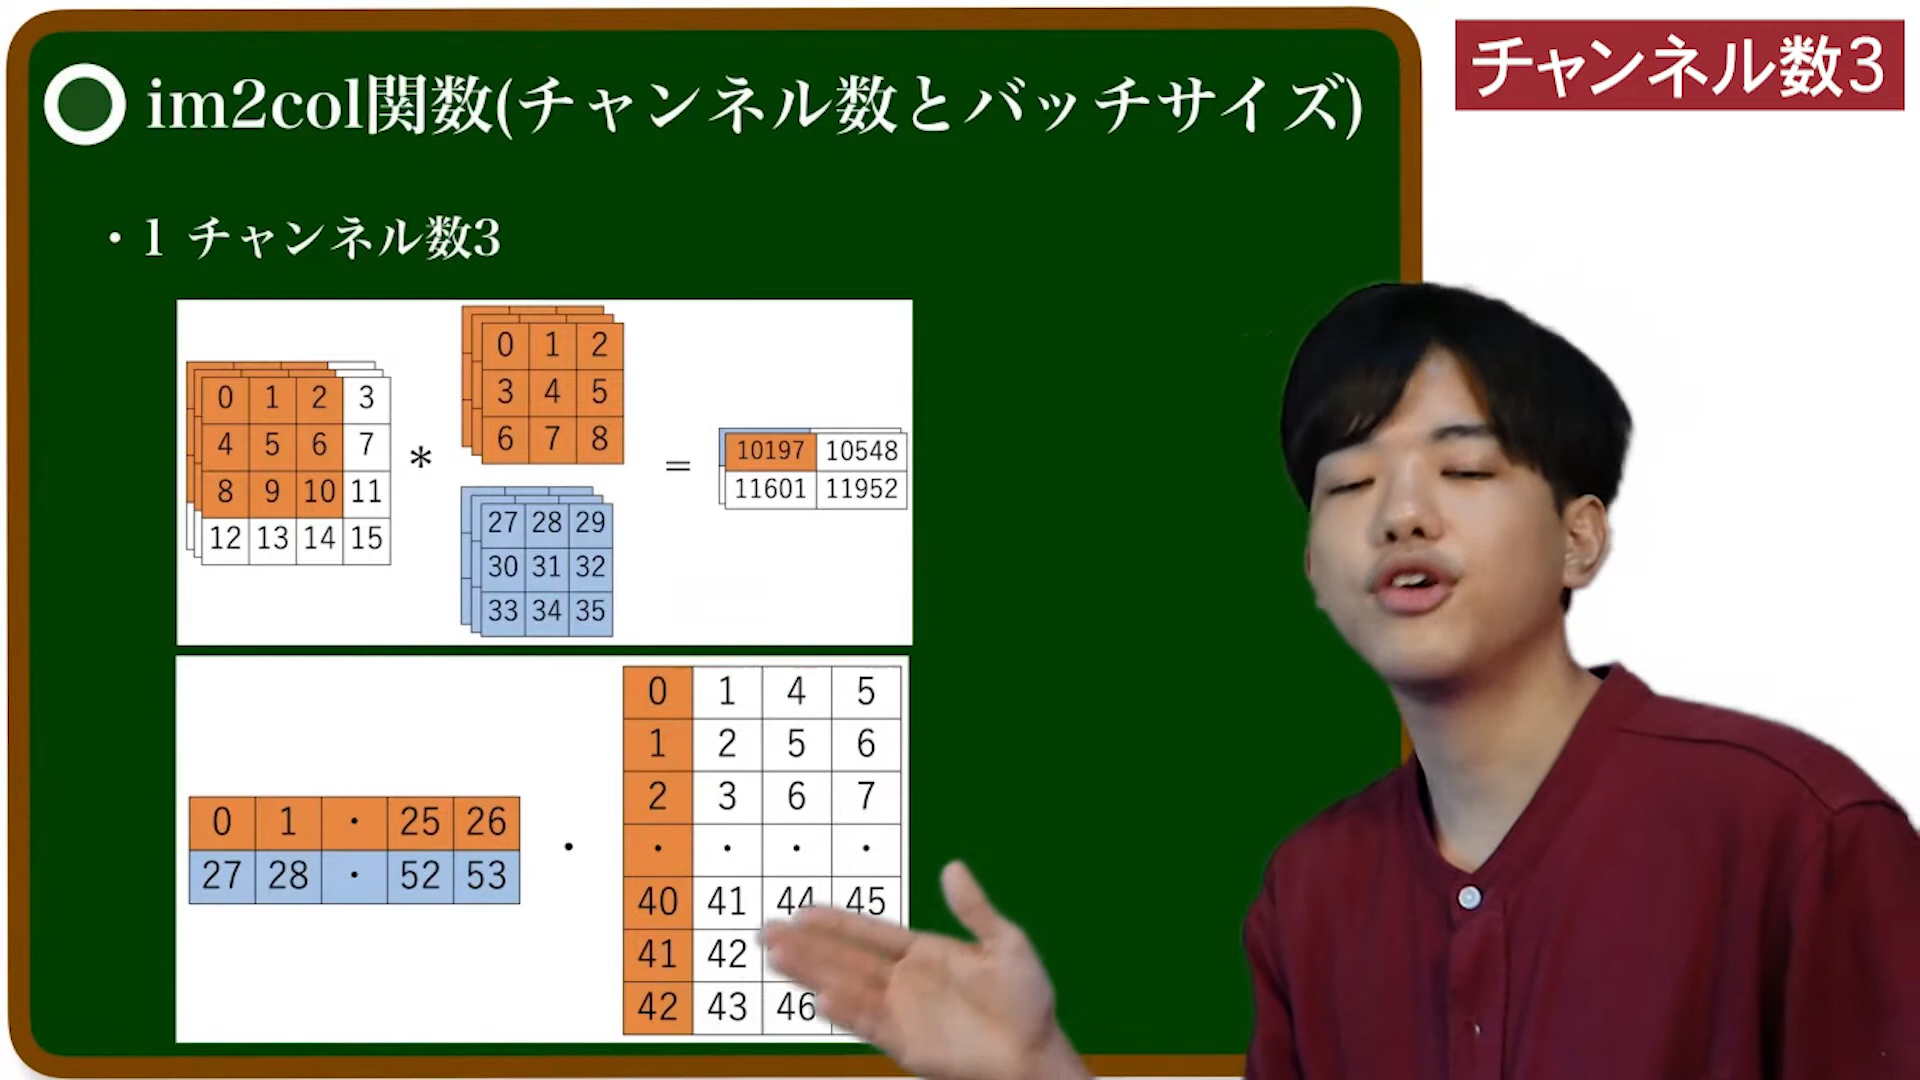 im2col関数(チャンネル数とバッチサイズ)
チャンネル数3
・1 チャンネル数3
0 1 2 3
4 5 6 7
8 9 10 11
12 13 14 15
*
0 1 2
3 4 5
6 7 8
27 28 29
30 31 32
33 34 35
=
10197 10548
11601 11952
0 1 ・ 25 26
27 28 ・ 52 53
・
0 1 4 5
1 2 5 6
2 3 6 7
・ ・ ・ ・
40 41 44 45
41 42
42 43 46